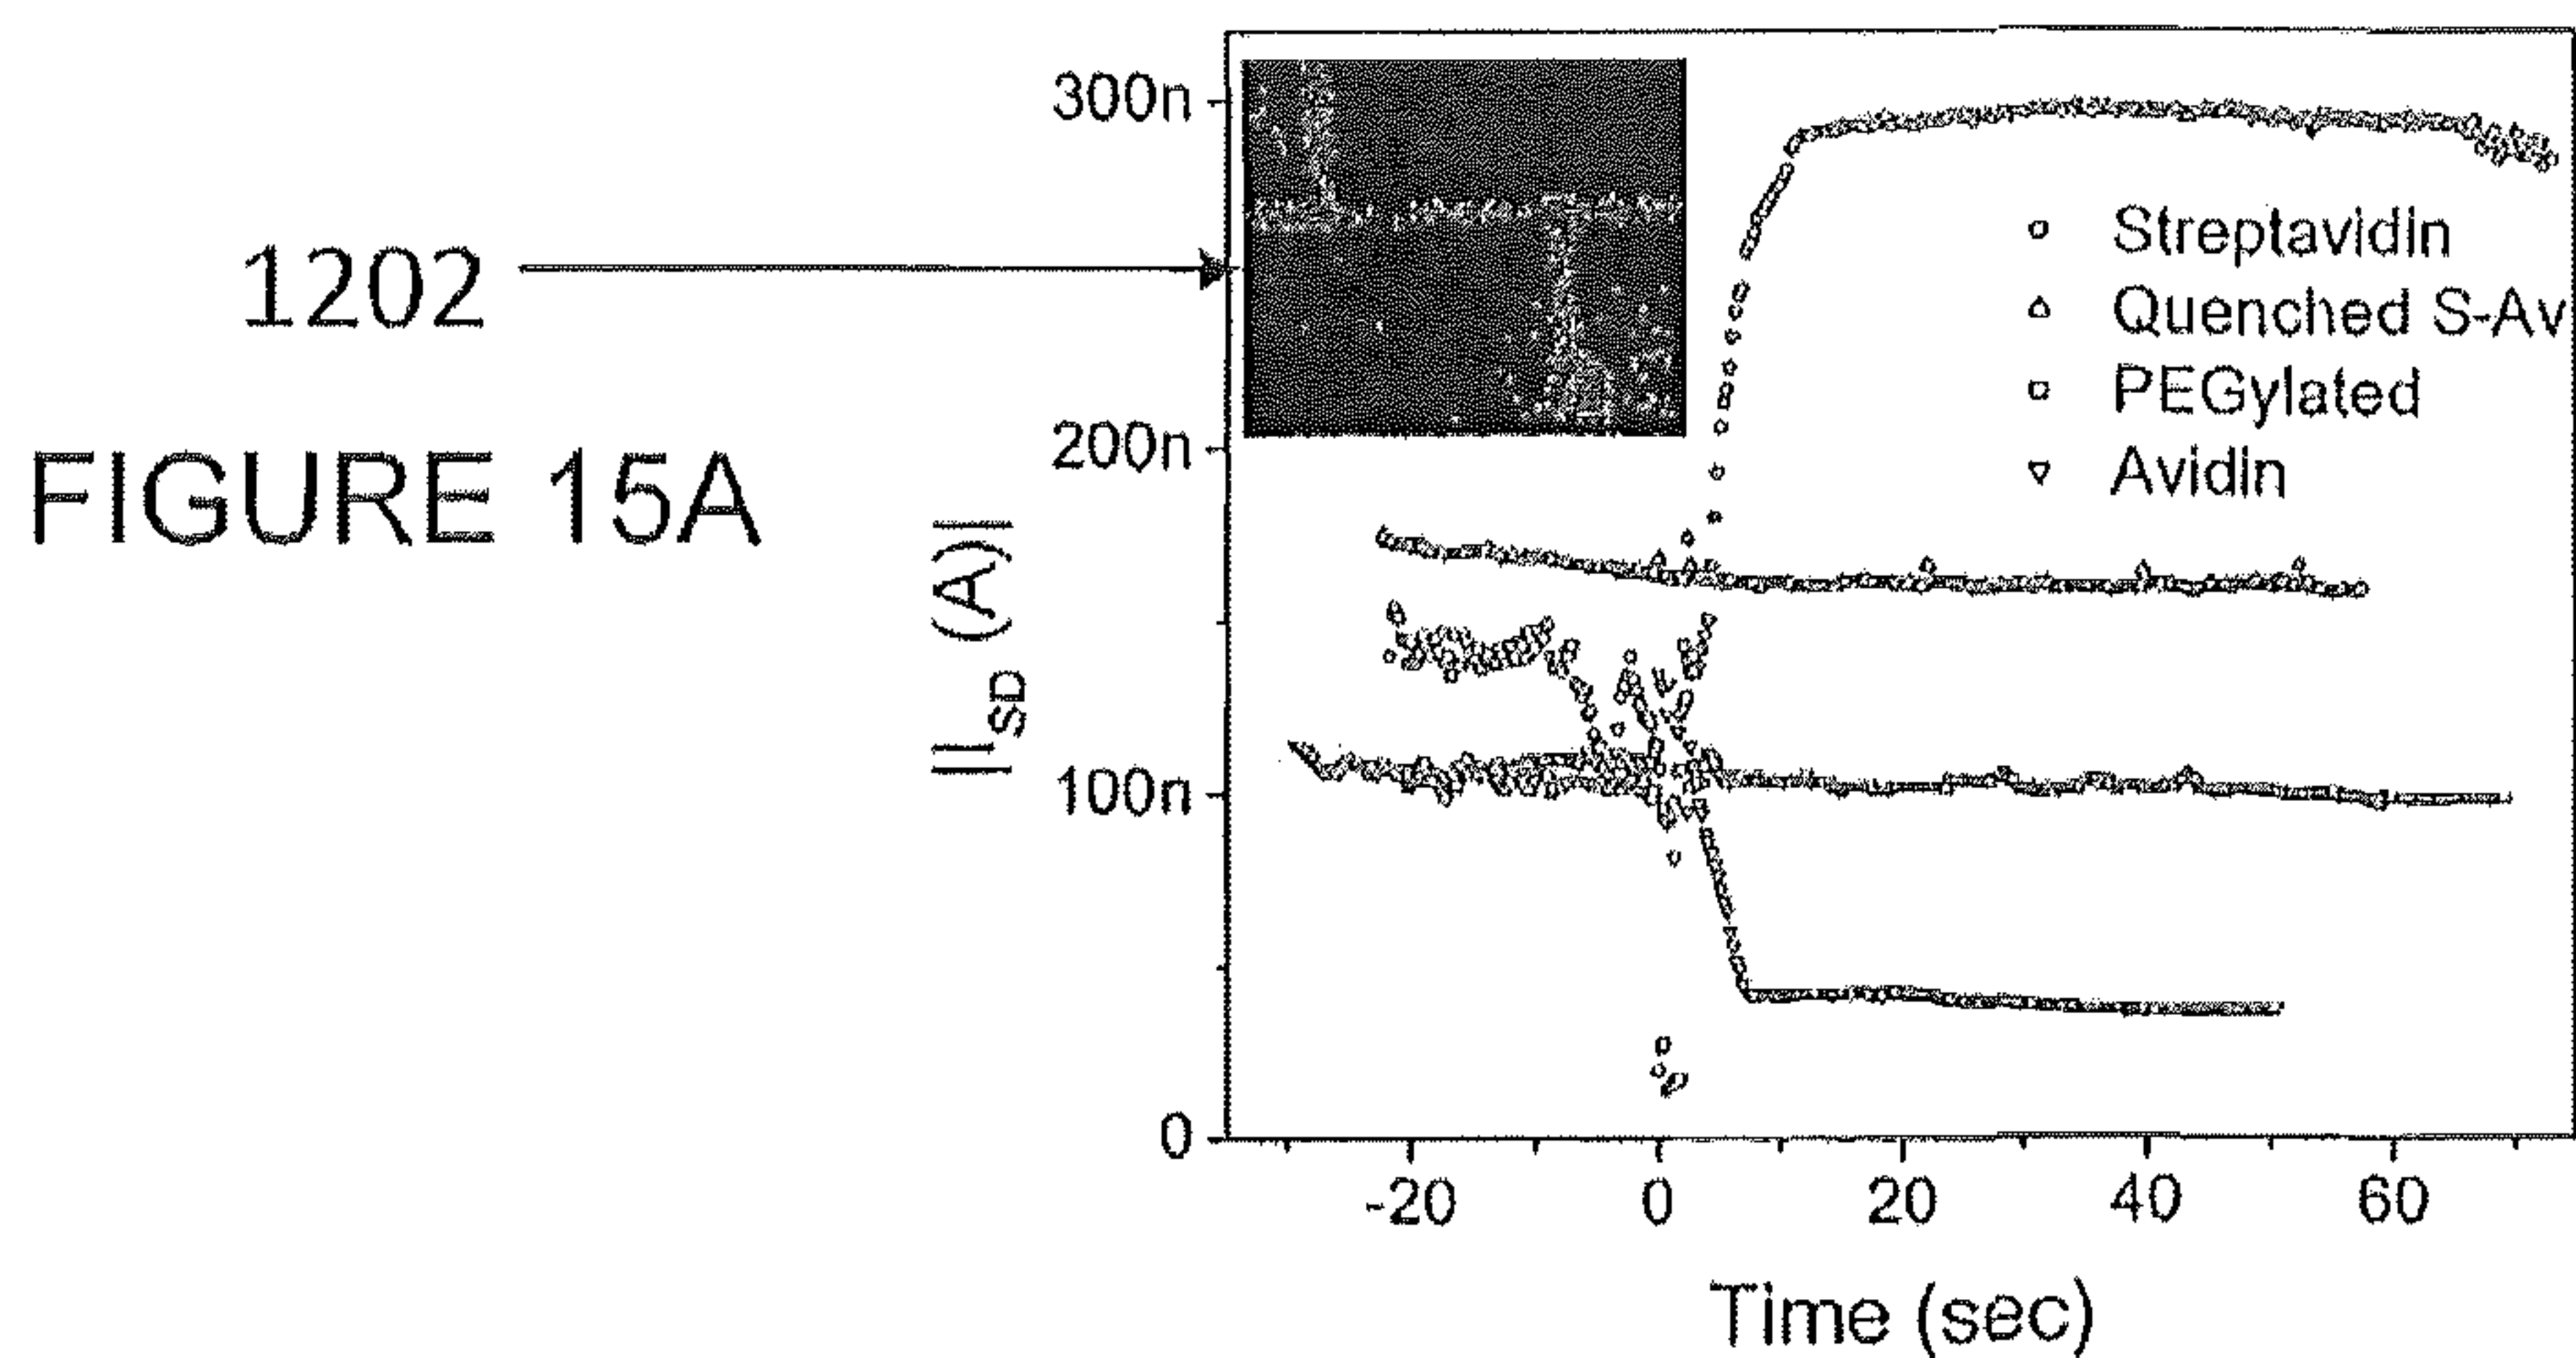 1202
FIGURE 15A
300n
200n
100n
0
|I_SD (A)|
-20 0 20 40 60
Time (sec)
Streptavidin
Quenched S-Av
PEGylated
Avidin